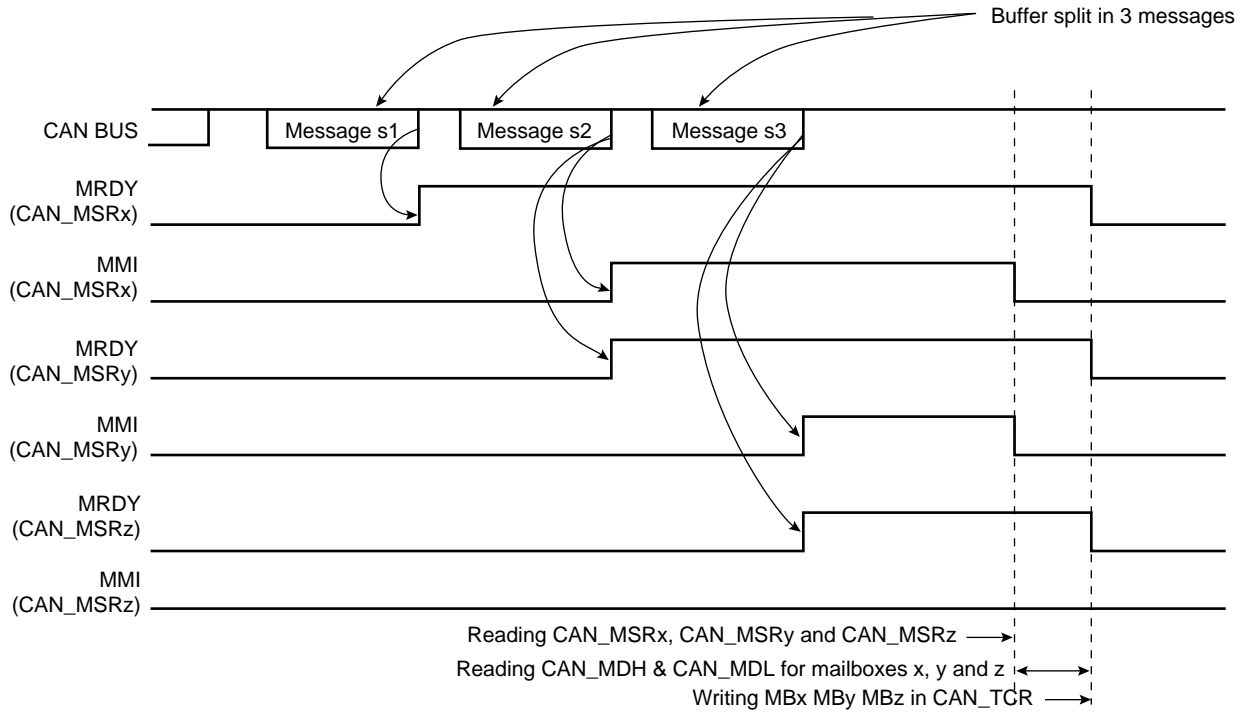 Buffer split in 3 messages
CAN BUS
Message s1
Message s2
Message s3
MRDY
(CAN_MSRx)
MMI
(CAN_MSRx)
MRDY
(CAN_MSRy)
MMI
(CAN_MSRy)
MRDY
(CAN_MSRz)
MMI
(CAN_MSRz)
Reading CAN_MSRx, CAN_MSRy and CAN_MSRz
Reading CAN_MDH & CAN_MDL for mailboxes x, y and z
Writing MBx MBy MBz in CAN_TCR